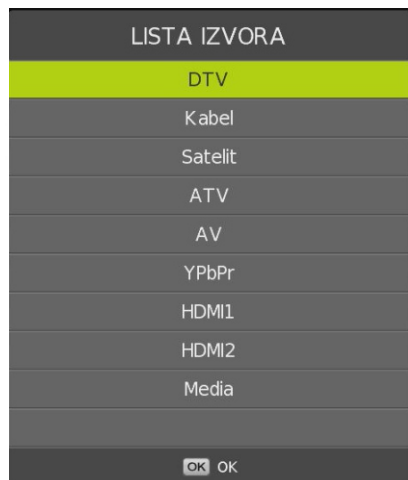 LISTA IZVORA
DTV
Kabel
Satelit
ATV
AV
YPbPr
HDMI1
HDMI2
Media
OK OK